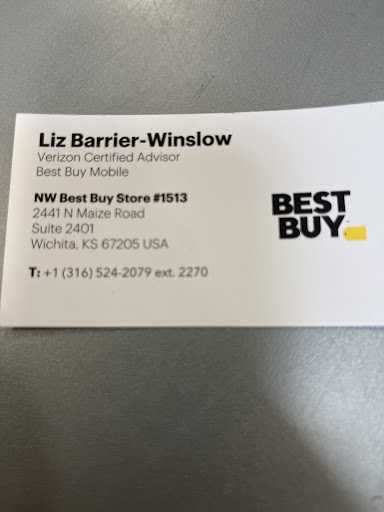 Liz Barrier-Winslow
Verizon Certified Advisor
Best Buy Mobile
NW Best Buy Store #1513
2441 N Maize Road
Suite 2401
Wichita, KS 67205 USA
T: +1 (316) 524-2079 ext. 2270
BEST
BUY